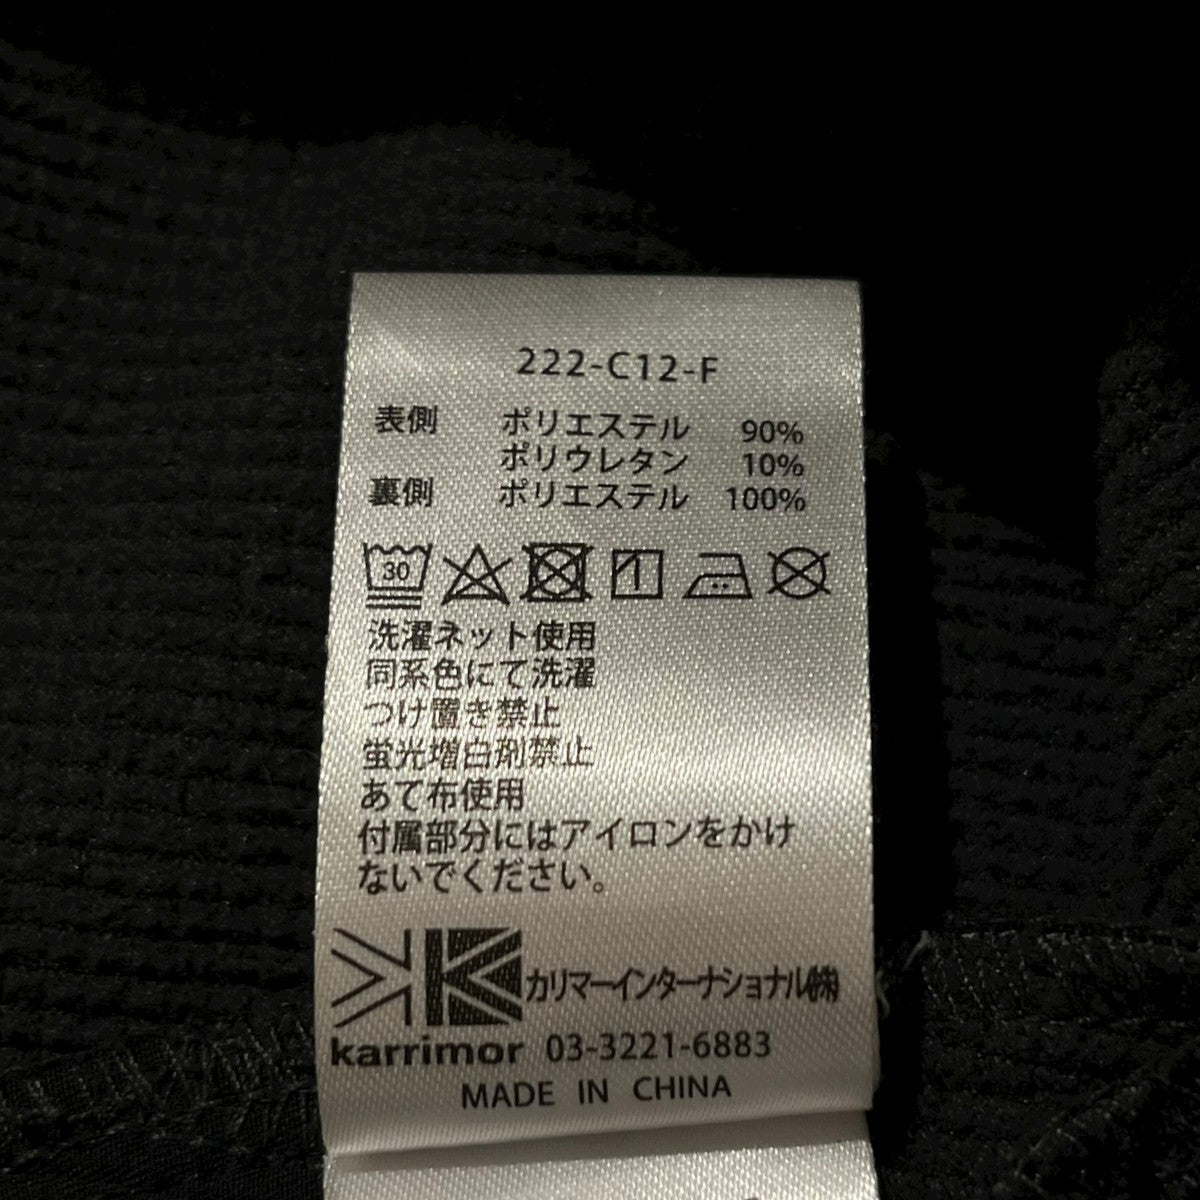 222-C12-F
表側 ポリエステル 90%
ポリウレタン 10%
裏側 ポリエステル 100%
30
洗濯ネット使用
同系色にて洗濯
つけ置き禁止
蛍光増白剤禁止
あて布使用
付属部分にはアイロンをかけ
ないでください。
カリマーインターナショナル㈱
karrimor 03-3221-6883
MADE IN CHINA